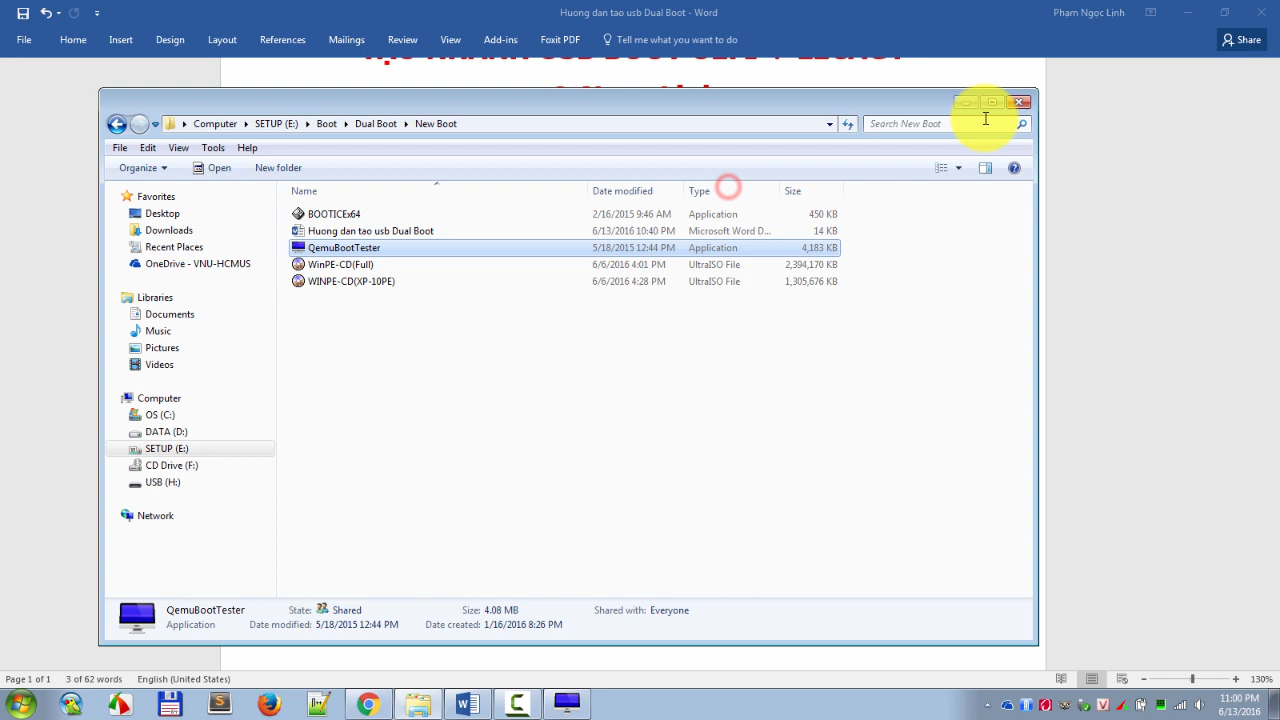 Huong dan tao usb Dual Boot - Word
Pham Ngoc Linh
File Home Insert Design Layout References Mailings Review View Add-ins Foxit PDF Tell me what you want to do
Share
Computer SETUP (E:) Boot Dual Boot New Boot
Search New Boot
File Edit View Tools Help
Organize Open New folder
Name Date modified Type Size
BOOTICEx64 2/16/2015 9:46 AM Application 450 KB
Huong dan tao usb Dual Boot 6/13/2016 10:40 PM Microsoft Word D... 14 KB
QemuBootTester 5/18/2015 12:44 PM Application 4,183 KB
WinPE-CD(Full) 6/6/2016 4:01 PM UltraISO File 2,394,170 KB
WINPE-CD(XP-10PE) 6/6/2016 4:28 PM UltraISO File 1,305,676 KB
Favorites
Desktop
Downloads
Recent Places
OneDrive - VNU-HCMUS
Libraries
Documents
Music
Pictures
Videos
Computer
OS (C:)
DATA (D:)
SETUP (E:)
CD Drive (F:)
USB (H:)
Network
QemuBootTester State: Shared Size: 4.08 MB Shared with: Everyone
Application Date modified: 5/18/2015 12:44 PM Date created: 1/16/2016 8:26 PM
Page 1 of 1 3 of 62 words English (United States) 130%
11:00 PM
6/13/2016